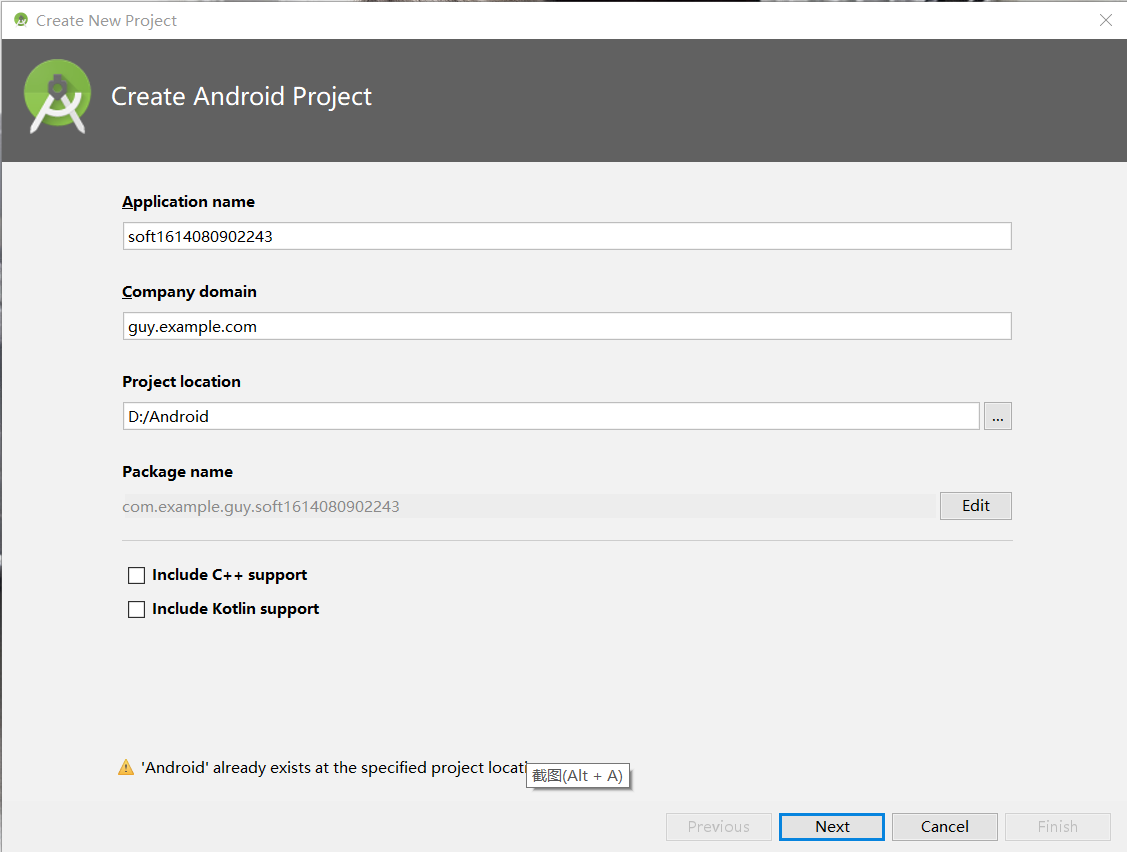 Create New Project
Create Android Project
Application name
soft1614080902243
Company domain
guy.example.com
Project location
D:/Android
...
Package name
com.example.guy.soft1614080902243
Edit
Include C++ support
Include Kotlin support
'Android' already exists at the specified project locati
截图(Alt + A)
Previous
Next
Cancel
Finish